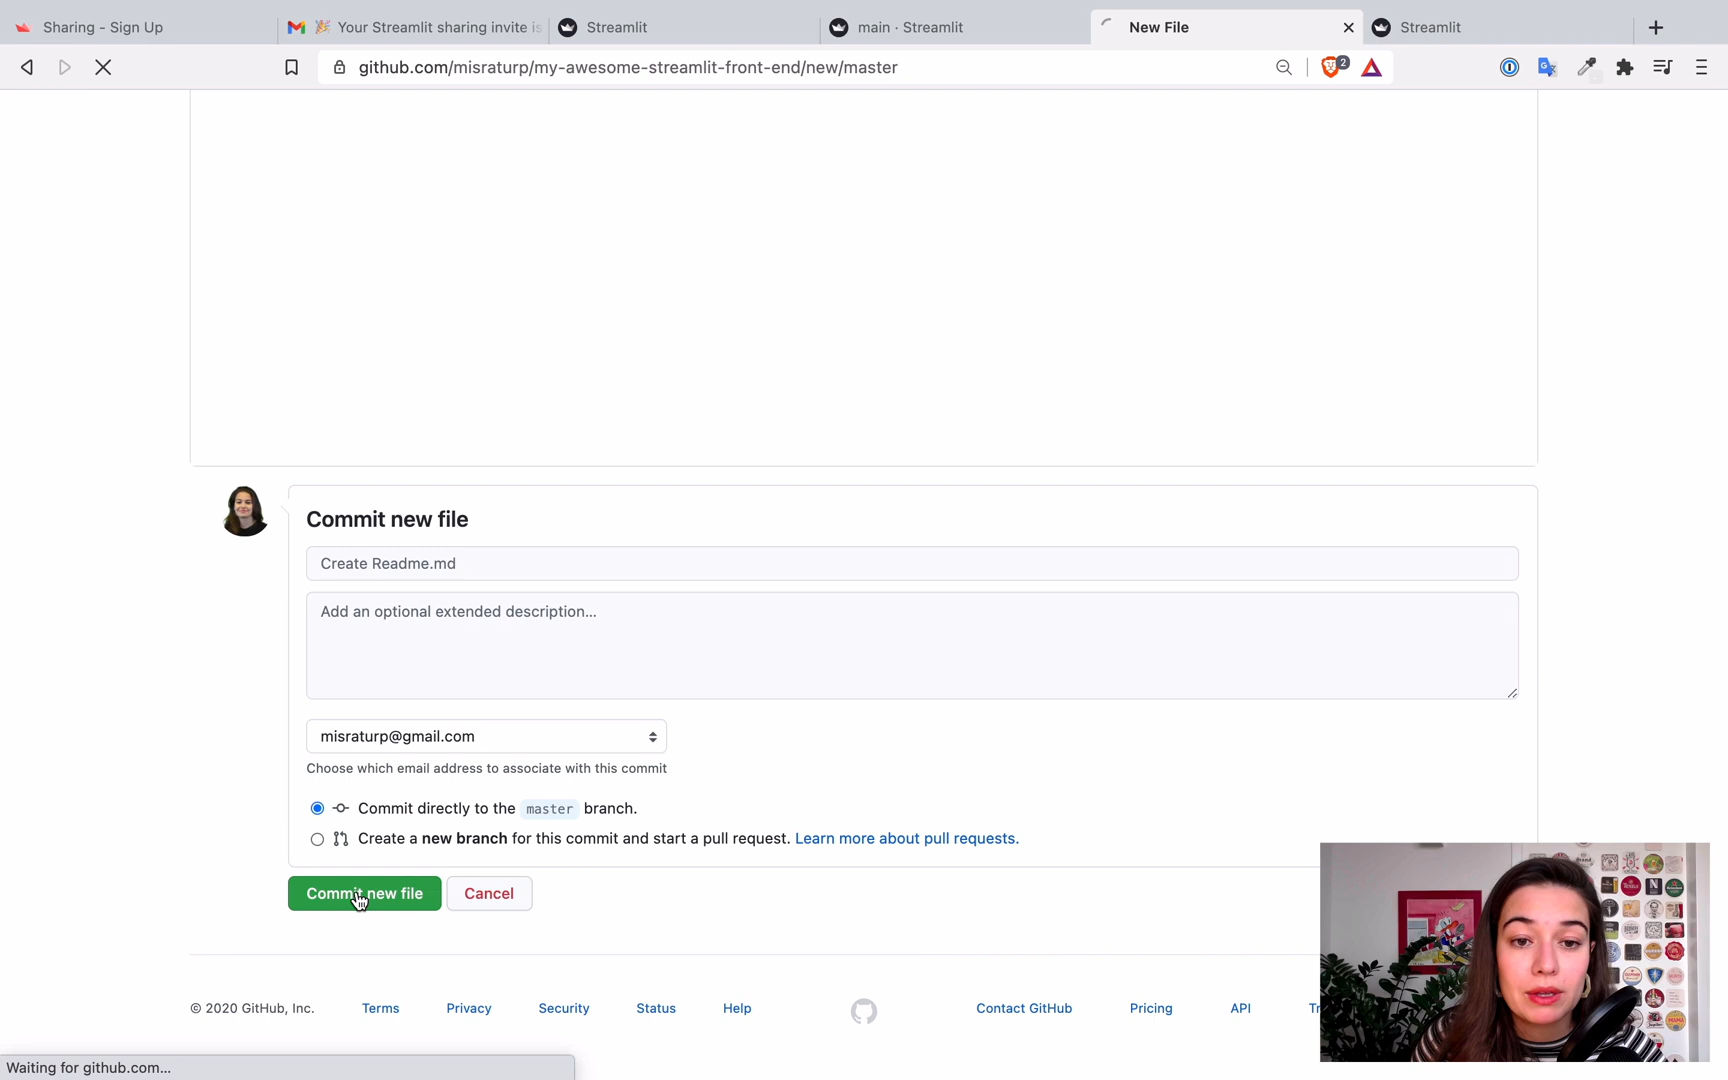 Sharing - Sign Up
Your Streamlit sharing invite is
Streamlit
main · Streamlit
New File
Streamlit
github.com/misraturp/my-awesome-streamlit-front-end/new/master
2
Commit new file
Create Readme.md
Add an optional extended description...
misraturp@gmail.com
Choose which email address to associate with this commit
Commit directly to the master branch.
Create a new branch for this commit and start a pull request. Learn more about pull requests.
Commit new file
Cancel
© 2020 GitHub, Inc.
Terms
Privacy
Security
Status
Help
Contact GitHub
Pricing
API
Waiting for github.com...